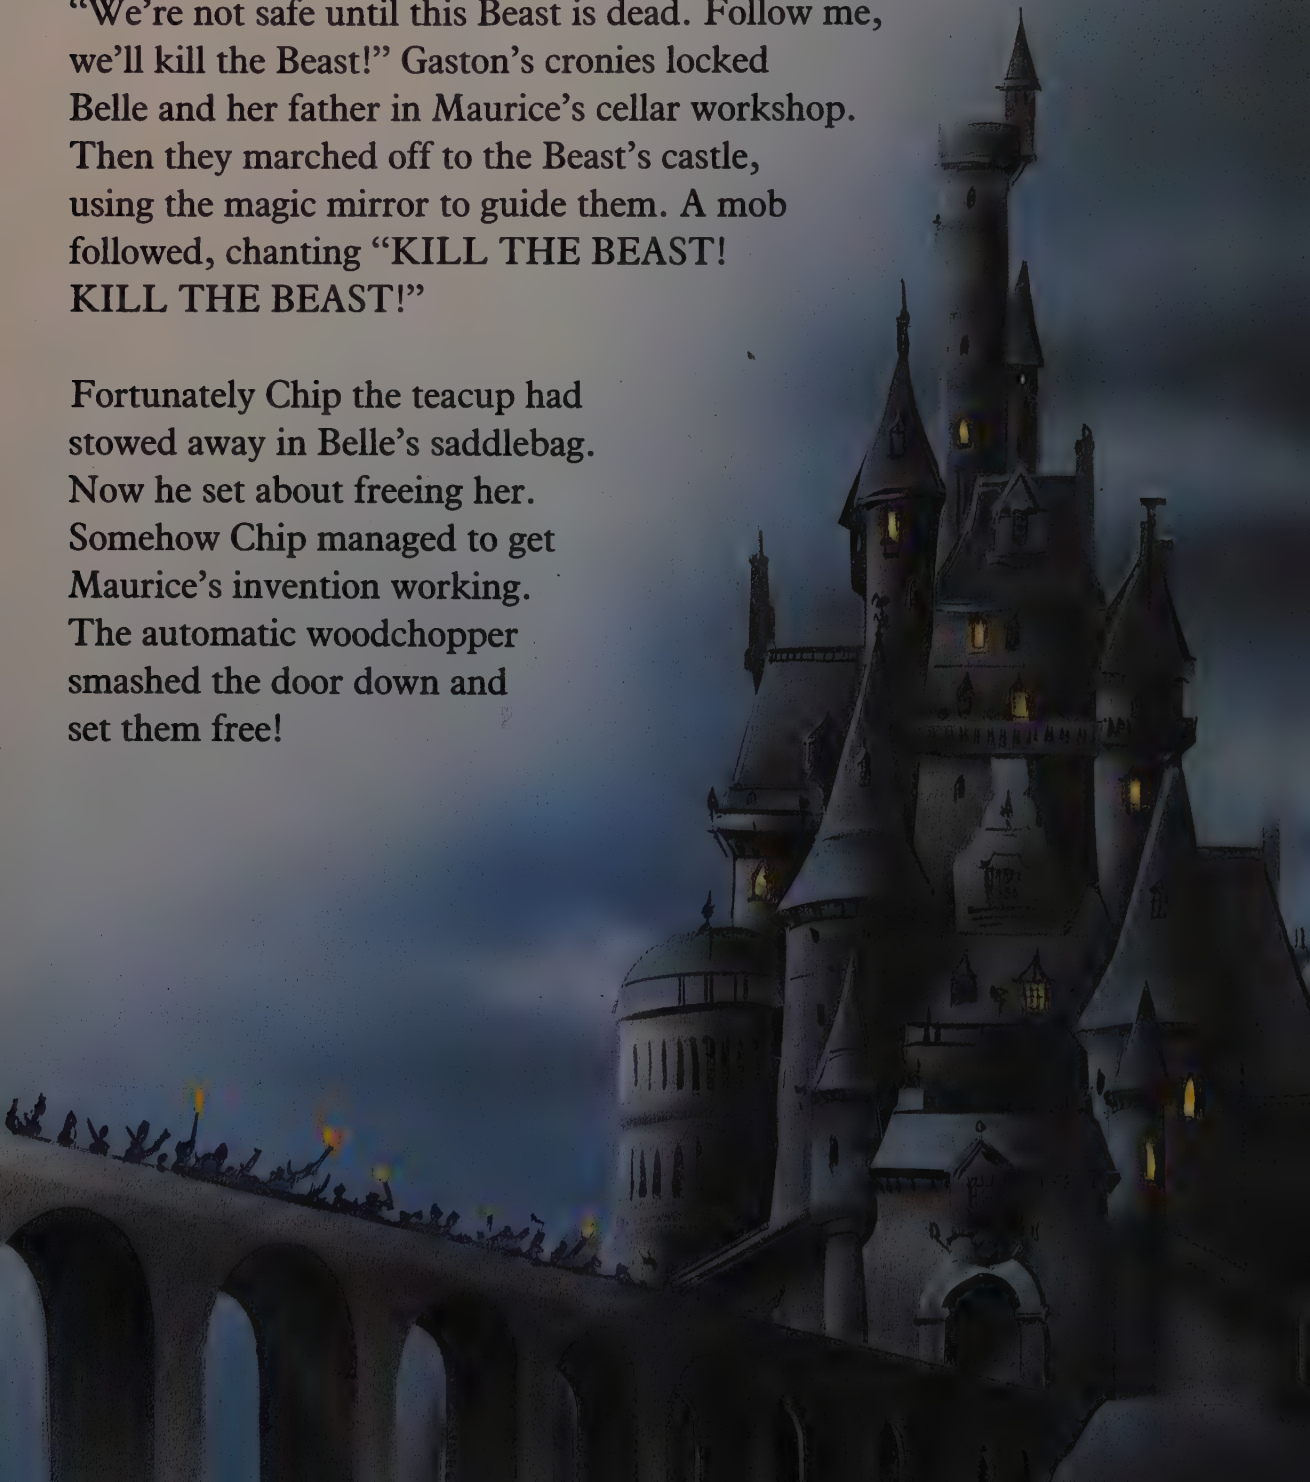 “We’re not safe until this Beast is dead. Follow me,
we’ll kill the Beast!” Gaston’s cronies locked
Belle and her father in Maurice’s cellar workshop.
Then they marched off to the Beast’s castle,
using the magic mirror to guide them. A mob
followed, chanting “KILL THE BEAST!
KILL THE BEAST!”
Fortunately Chip the teacup had
stowed away in Belle’s saddlebag.
Now he set about freeing her.
Somehow Chip managed to get
Maurice’s invention working.
The automatic woodchopper
smashed the door down and
set them free!